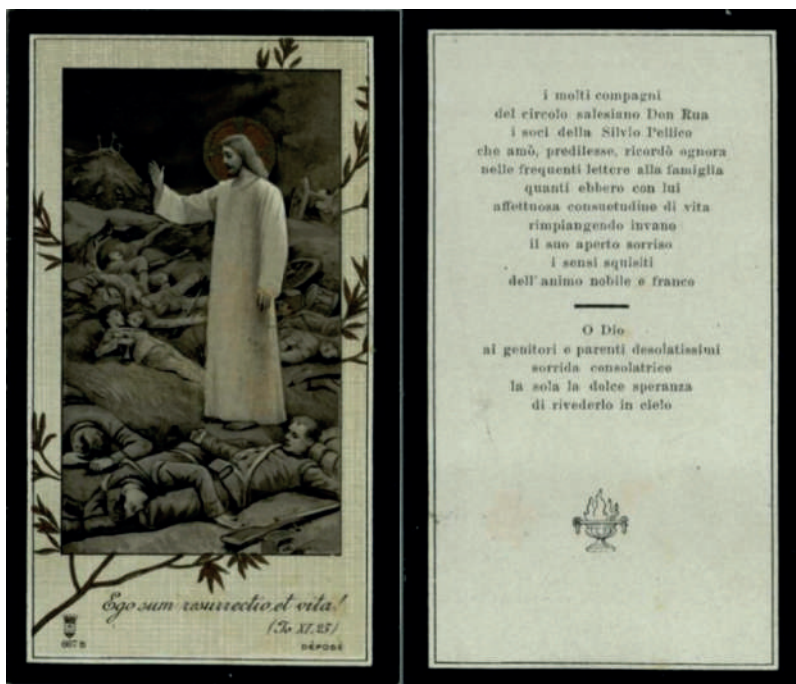 Ego sum resurrectio, et vita!
(Io XI, 25)
DÉPOSÉ
i molti compagni
del circolo salesiano Don Rua
i soci della Silvio Pellico
che amò, predilesse, ricordò ognora
nelle frequenti lettere alla famiglia
quanti ebbero con lui
affettuosa consuetudine di vita
rimpiangendo invano
il suo aperto sorriso
i sensi squisiti
dell'animo nobile e franco
O Dio
ai genitori e parenti desolatissimi
sorrida consolatrice
la sola la dolce speranza
di rivederlo in cielo